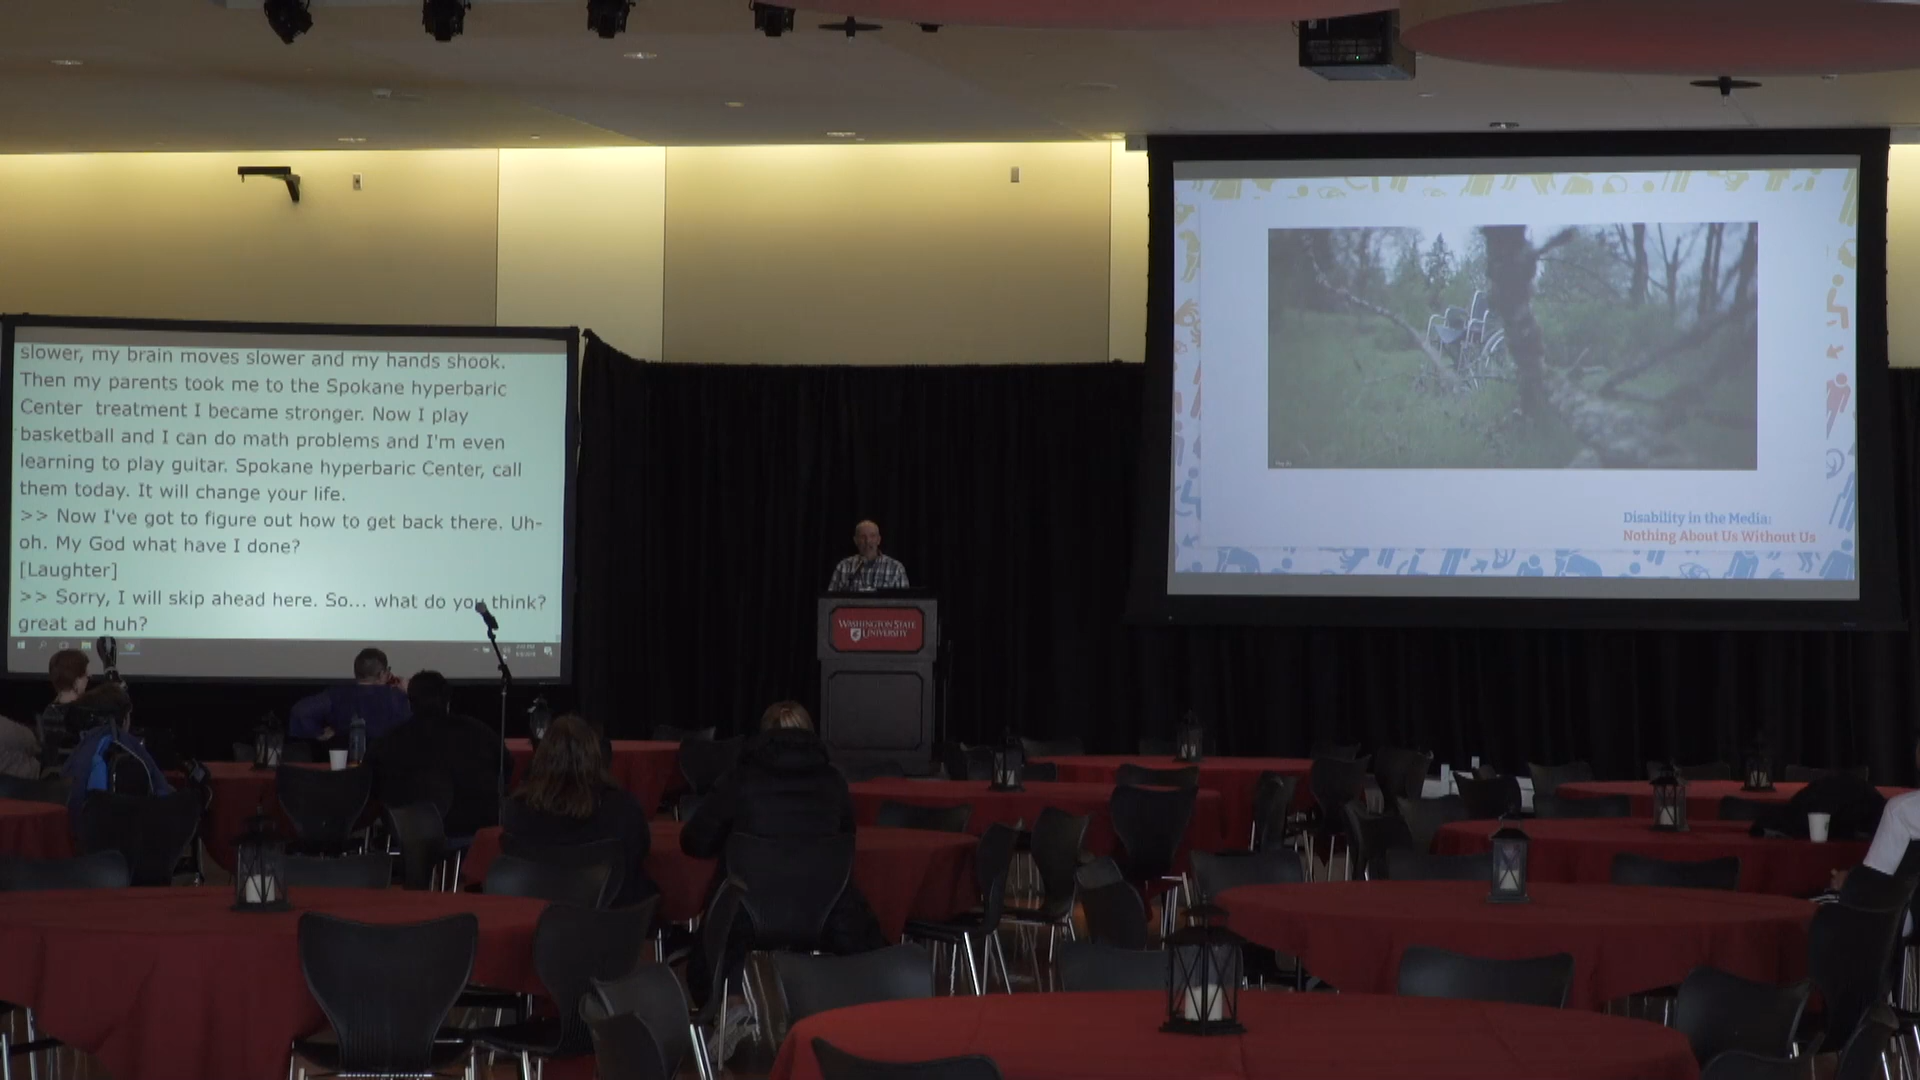 slower, my brain moves slower and my hands shook.
Then my parents took me to the Spokane hyperbaric
Center treatment I became stronger. Now I play
basketball and I can do math problems and I'm even
learning to play guitar. Spokane hyperbaric Center, call
them today. It will change your life.
>> Now I've got to figure out how to get back there. Uh-
oh. My God what have I done?
[Laughter]
>> Sorry, I will skip ahead here. So... what do you think?
great ad huh?
WASHINGTON STATE
UNIVERSITY
Disability in the Media:
Nothing About Us Without Us